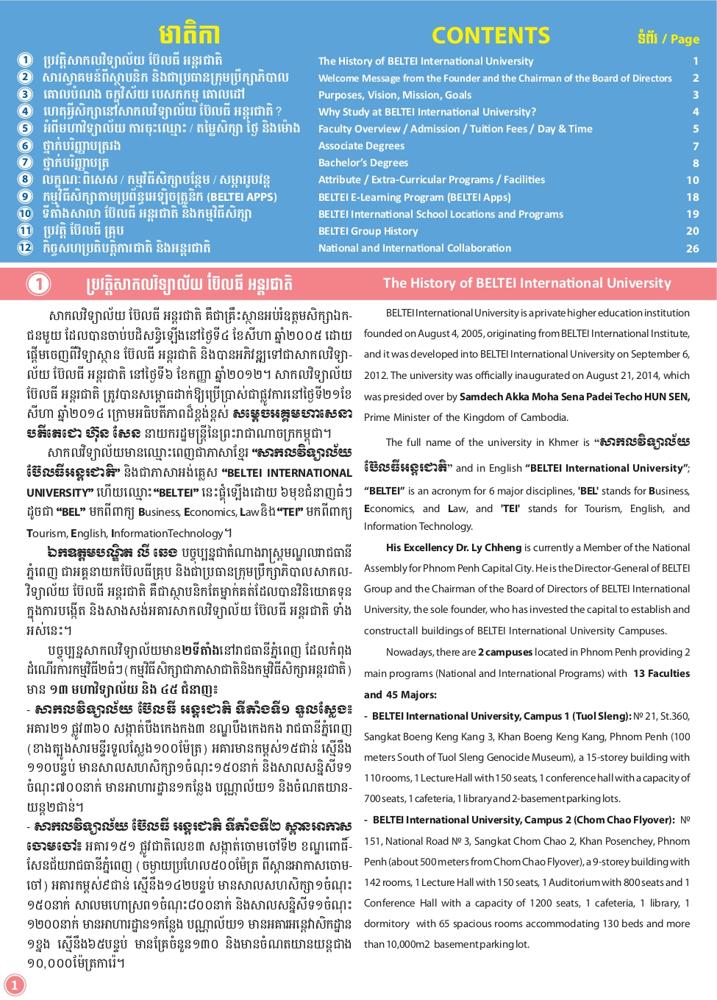 មាតិកា
CONTENTS
ទំព័រ / Page
1 ប្រវត្តិសាកលវិទ្យាល័យ ប៊ែលធី អន្តរជាតិ The History of BELTEI International University 1
2 សារស្វាគមន៍ពីស្ថាបនិក និងជាប្រធានក្រុមប្រឹក្សាភិបាល Welcome Message from the Founder and the Chairman of the Board of Directors 2
3 គោលបំណង ចក្ខុវិស័យ បេសកកម្ម គោលដៅ Purposes, Vision, Mission, Goals 3
4 ហេតុអ្វីសិក្សានៅសាកលវិទ្យាល័យ ប៊ែលធី អន្តរជាតិ ? Why Study at BELTEI International University? 4
5 អំពីមហាវិទ្យាល័យ ការចុះឈ្មោះ / តម្លៃសិក្សា ថ្ងៃ និងម៉ោង Faculty Overview / Admission / Tuition Fees / Day & Time 5
6 ថ្នាក់បរិញ្ញាបត្ររង Associate Degrees 7
7 ថ្នាក់បរិញ្ញាបត្រ Bachelor's Degrees 8
8 លក្ខណៈពិសេស / កម្មវិធីសិក្សាបន្ថែម / សម្ភាររូបវន្ត Attribute / Extra-Curricular Programs / Facilities 10
9 កម្មវិធីសិក្សាតាមប្រព័ន្ធអេឡិចត្រូនិក (BELTEI APPS) BELTEI E-Learning Program (BELTEI Apps) 18
10 ទីតាំងសាលា ប៊ែលធី អន្តរជាតិ និងកម្មវិធីសិក្សា BELTEI International School Locations and Programs 19
11 ប្រវត្តិ ប៊ែលធី គ្រុប BELTEI Group History 20
12 កិច្ចសហប្រតិបត្តិការជាតិ និងអន្តរជាតិ National and International Collaboration 26
1 ប្រវត្តិសាកលវិទ្យាល័យ ប៊ែលធី អន្តរជាតិ
The History of BELTEI International University
សាកលវិទ្យាល័យ ប៊ែលធី អន្តរជាតិ គឺជាគ្រឹះស្ថានអប់រំឧត្តមសិក្សាឯក-
ជនមួយ ដែលបានចាប់បដិសន្ធិឡើងនៅថ្ងៃទី៤ ខែសីហា ឆ្នាំ២០០៥ ដោយ
ផ្តើមចេញពីវិទ្យាស្ថាន ប៊ែលធី អន្តរជាតិ និងបានអភិវឌ្ឍទៅជាសាកលវិទ្យា-
ល័យ ប៊ែលធី អន្តរជាតិ នៅថ្ងៃទី៦ ខែកញ្ញា ឆ្នាំ២០១២។ សាកលវិទ្យាល័យ
ប៊ែលធី អន្តរជាតិ ត្រូវបានសម្ពោធដាក់ឱ្យប្រើប្រាស់ជាផ្លូវការនៅថ្ងៃទី២១ខែ
សីហា ឆ្នាំ២០១៤ ក្រោមអធិបតីភាពដ៏ខ្ពង់ខ្ពស់ សម្តេចអគ្គមហាសេនា
បតីតេជោ ហ៊ុន សែន នាយករដ្ឋមន្ត្រីនៃព្រះរាជាណាចក្រកម្ពុជា។
សាកលវិទ្យាល័យមានឈ្មោះពេញជាភាសាខ្មែរ “សាកលវិទ្យាល័យ
ប៊ែលធីអន្តរជាតិ” និងជាភាសាអង់គ្លេស “BELTEI INTERNATIONAL
UNIVERSITY” ហើយឈ្មោះ“BELTEI” នេះផ្តុំឡើងដោយ ៦មុខជំនាញធំៗ
ដូចជា “BEL” មកពីពាក្យ Business, Economics, Law និង “TEI” មកពីពាក្យ
Tourism, English, InformationTechnology។
ឯកឧត្តមបណ្ឌិត លី ឆេង បច្ចុប្បន្នជាតំណាងរាស្ត្រមណ្ឌលរាជធានី
ភ្នំពេញ ជាអគ្គនាយកប៊ែលធីគ្រុប និងជាប្រធានក្រុមប្រឹក្សាភិបាលសាកល-
វិទ្យាល័យ ប៊ែលធី អន្តរជាតិ គឺជាស្ថាបនិកតែម្នាក់គត់ដែលបានវិនិយោគទុន
ក្នុងការបង្កើត និងសាងសង់អគារសាកលវិទ្យាល័យ ប៊ែលធី អន្តរជាតិ ទាំង
អស់នេះ។
បច្ចុប្បន្នសាកលវិទ្យាល័យមាន២ទីតាំងនៅរាជធានីភ្នំពេញ ដែលកំពុង
ដំណើរការកម្មវិធី២ធំៗ(កម្មវិធីសិក្សាជាភាសាជាតិនិងកម្មវិធីសិក្សាអន្តរជាតិ)
មាន ១៣ មហាវិទ្យាល័យ និង ៤៥ ជំនាញ៖
- សាកលវិទ្យាល័យ ប៊ែលធី អន្តរជាតិ ទីតាំងទី១ ទួលស្លែង៖
អគារ២១ ផ្លូវ៣៦០ សង្កាត់បឹងកេងកង៣ ខណ្ឌបឹងកេងកង រាជធានីភ្នំពេញ
(ខាងត្បូងសារមន្ទីរទួលស្លែង១០០ម៉ែត្រ) អគារមានកម្ពស់១៥ជាន់ ស្មើនឹង
១១០បន្ទប់ មានសាលសហសិក្សា១ចំណុះ១៥០នាក់ និងសាលសន្និសីទ១
ចំណុះ៧០០នាក់ មានអាហារដ្ឋាន១កន្លែង បណ្ណាល័យ១ និងចំណតយាន-
យន្ត២ជាន់។
- សាកលវិទ្យាល័យ ប៊ែលធី អន្តរជាតិ ទីតាំងទី២ ស្ពានអាកាស
ចោមចៅ៖ អគារ១៥១ ផ្លូវជាតិលេខ៣ សង្កាត់ចោមចៅទី២ ខណ្ឌពោធិ៍-
សែនជ័យរាជធានីភ្នំពេញ (ចម្ងាយប្រហែល៥០០ម៉ែត្រ ពីស្ពានអាកាសចោម-
ចៅ) អគារកម្ពស់៩ជាន់ ស្មើនឹង១៤២បន្ទប់ មានសាលសហសិក្សា១ចំណុះ
១៥០នាក់ សាលមហោស្រព១ចំណុះ៨០០នាក់ និងសាលសន្និសីទ១ចំណុះ
១២០០នាក់ មានអាហារដ្ឋាន១កន្លែង បណ្ណាល័យ១ មានអគារអន្តេវាសិកដ្ឋាន
១ខ្នង ស្មើនឹង៦៥បន្ទប់ មានគ្រែចំនួន១៣០ និងមានចំណតយានយន្តជាង
១០,០០០ម៉ែត្រការ៉េ។
BELTEI International University is a private higher education institution
founded on August 4, 2005, originating from BELTEI International Institute,
and it was developed into BELTEI International University on September 6,
2012. The university was officially inaugurated on August 21, 2014, which
was presided over by Samdech Akka Moha Sena Padei Techo HUN SEN,
Prime Minister of the Kingdom of Cambodia.
The full name of the university in Khmer is “សាកលវិទ្យាល័យ
ប៊ែលធីអន្តរជាតិ” and in English “BELTEI International University”;
“BELTEI” is an acronym for 6 major disciplines, 'BEL' stands for Business,
Economics, and Law, and 'TEI' stands for Tourism, English, and
Information Technology.
His Excellency Dr. Ly Chheng is currently a Member of the National
Assembly for Phnom Penh Capital City. He is the Director-General of BELTEI
Group and the Chairman of the Board of Directors of BELTEI International
University, the sole founder, who has invested the capital to establish and
construct all buildings of BELTEI International University Campuses.
Nowadays, there are 2 campuses located in Phnom Penh providing 2
main programs (National and International Programs) with 13 Faculties
and 45 Majors:
- BELTEI International University, Campus 1 (Tuol Sleng): № 21, St.360,
Sangkat Boeng Keng Kang 3, Khan Boeng Keng Kang, Phnom Penh (100
meters South of Tuol Sleng Genocide Museum), a 15-storey building with
110 rooms, 1 Lecture Hall with 150 seats, 1 conference hall with a capacity of
700 seats, 1 cafeteria, 1 library and 2-basement parking lots.
- BELTEI International University, Campus 2 (Chom Chao Flyover): №
151, National Road № 3, Sangkat Chom Chao 2, Khan Posenchey, Phnom
Penh (about 500 meters from Chom Chao Flyover), a 9-storey building with
142 rooms, 1 Lecture Hall with 150 seats, 1 Auditorium with 800 seats and 1
Conference Hall with a capacity of 1200 seats, 1 cafeteria, 1 library, 1
dormitory with 65 spacious rooms accommodating 130 beds and more
than 10,000m2 basement parking lot.
1